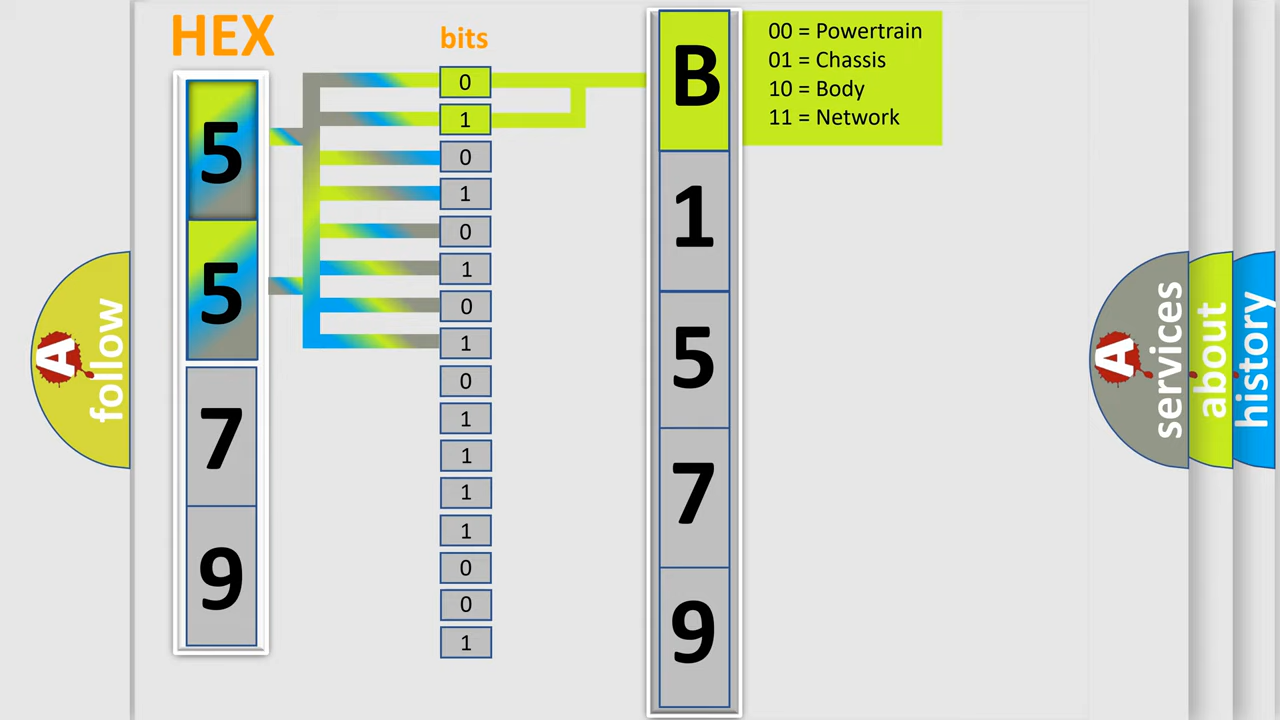 HEX
bits
5
5
7
9
0
1
0
1
0
1
0
1
0
1
1
1
1
0
0
1
B
1
5
7
9
00 = Powertrain
01 = Chassis
10 = Body
11 = Network
A
follow
A
services
about
history